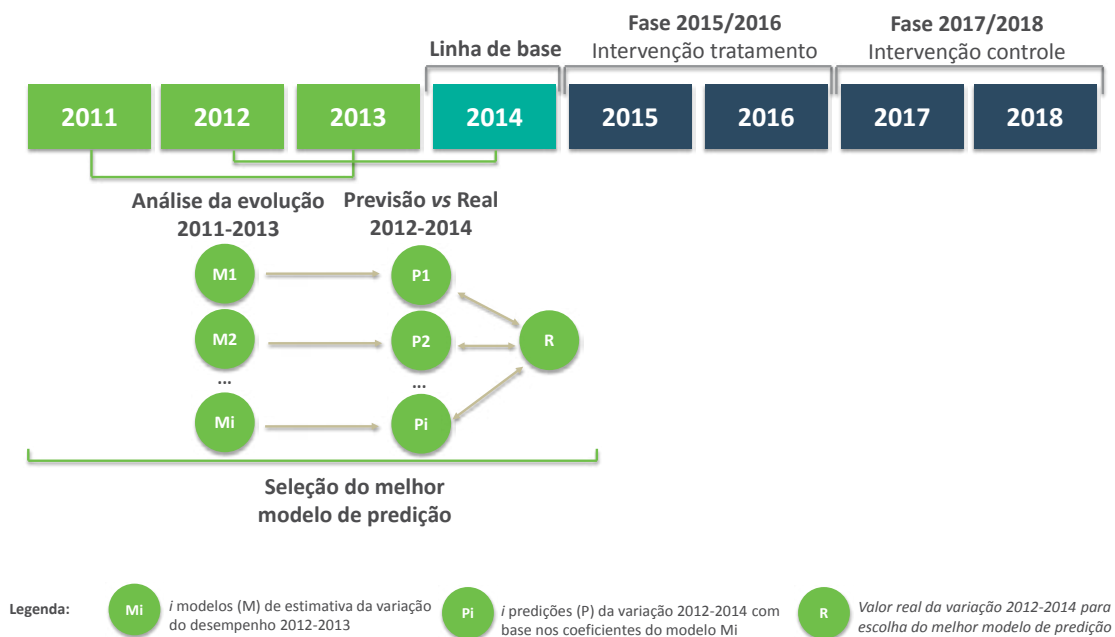 Linha de base
Fase 2015/2016
Intervenção tratamento
Fase 2017/2018
Intervenção controle
2011
2012
2013
2014
2015
2016
2017
2018
Análise da evolução
2011-2013
Previsão vs Real
2012-2014
M1
P1
M2
P2
R
...
...
Mi
Pi
Seleção do melhor
modelo de predição
Legenda:
Mi
i modelos (M) de estimativa da variação
do desempenho 2012-2013
Pi
i predições (P) da variação 2012-2014 com
base nos coeficientes do modelo Mi
R
Valor real da variação 2012-2014 para
escolha do melhor modelo de predição